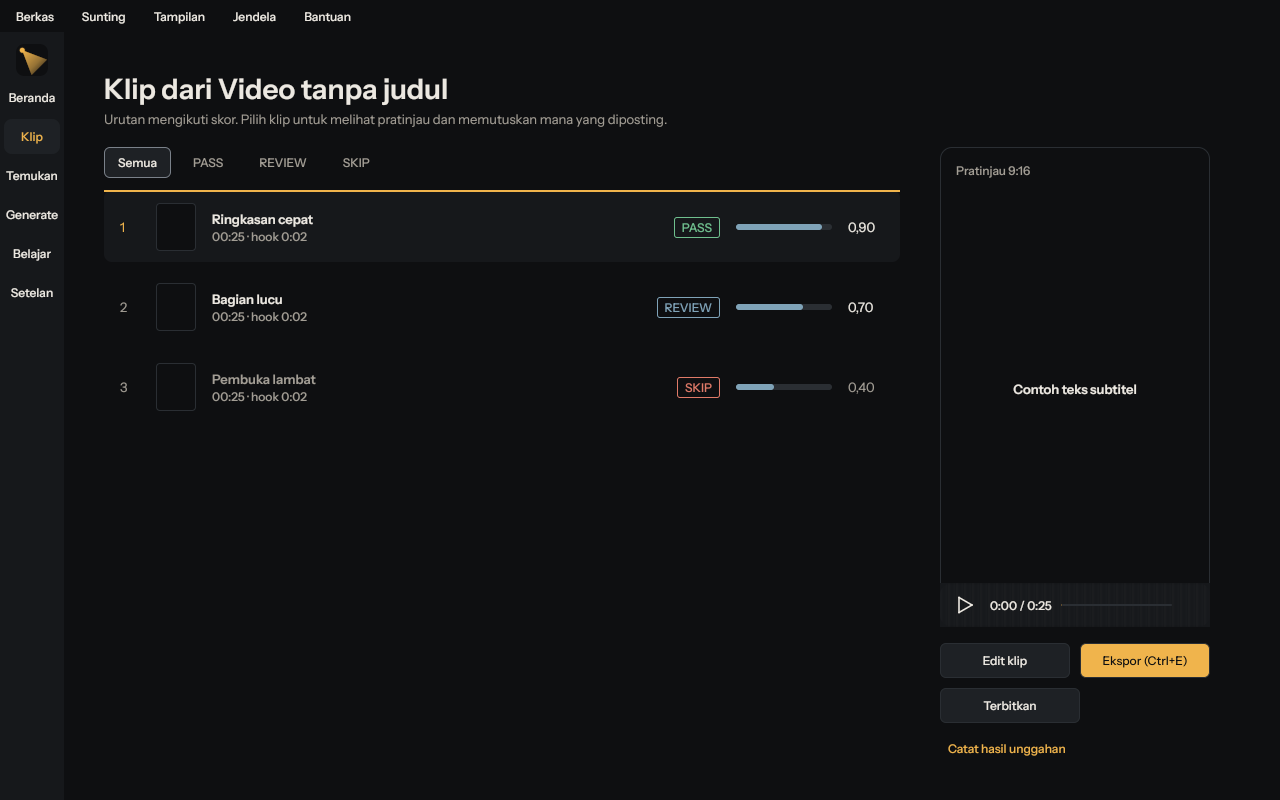 Berkas Sunting Tampilan Jendela Bantuan
Beranda
Klip
Temukan
Generate
Belajar
Setelan
Klip dari Video tanpa judul
Urutan mengikuti skor. Pilih klip untuk melihat pratinjau dan memutuskan mana yang diposting.
Semua PASS REVIEW SKIP
1 Ringkasan cepat PASS 0,90
00:25 · hook 0:02
2 Bagian lucu REVIEW 0,70
00:25 · hook 0:02
3 Pembuka lambat SKIP 0,40
00:25 · hook 0:02
Pratinjau 9:16
Contoh teks subtitel
0:00 / 0:25
Edit klip Ekspor (Ctrl+E)
Terbitkan
Catat hasil unggahan